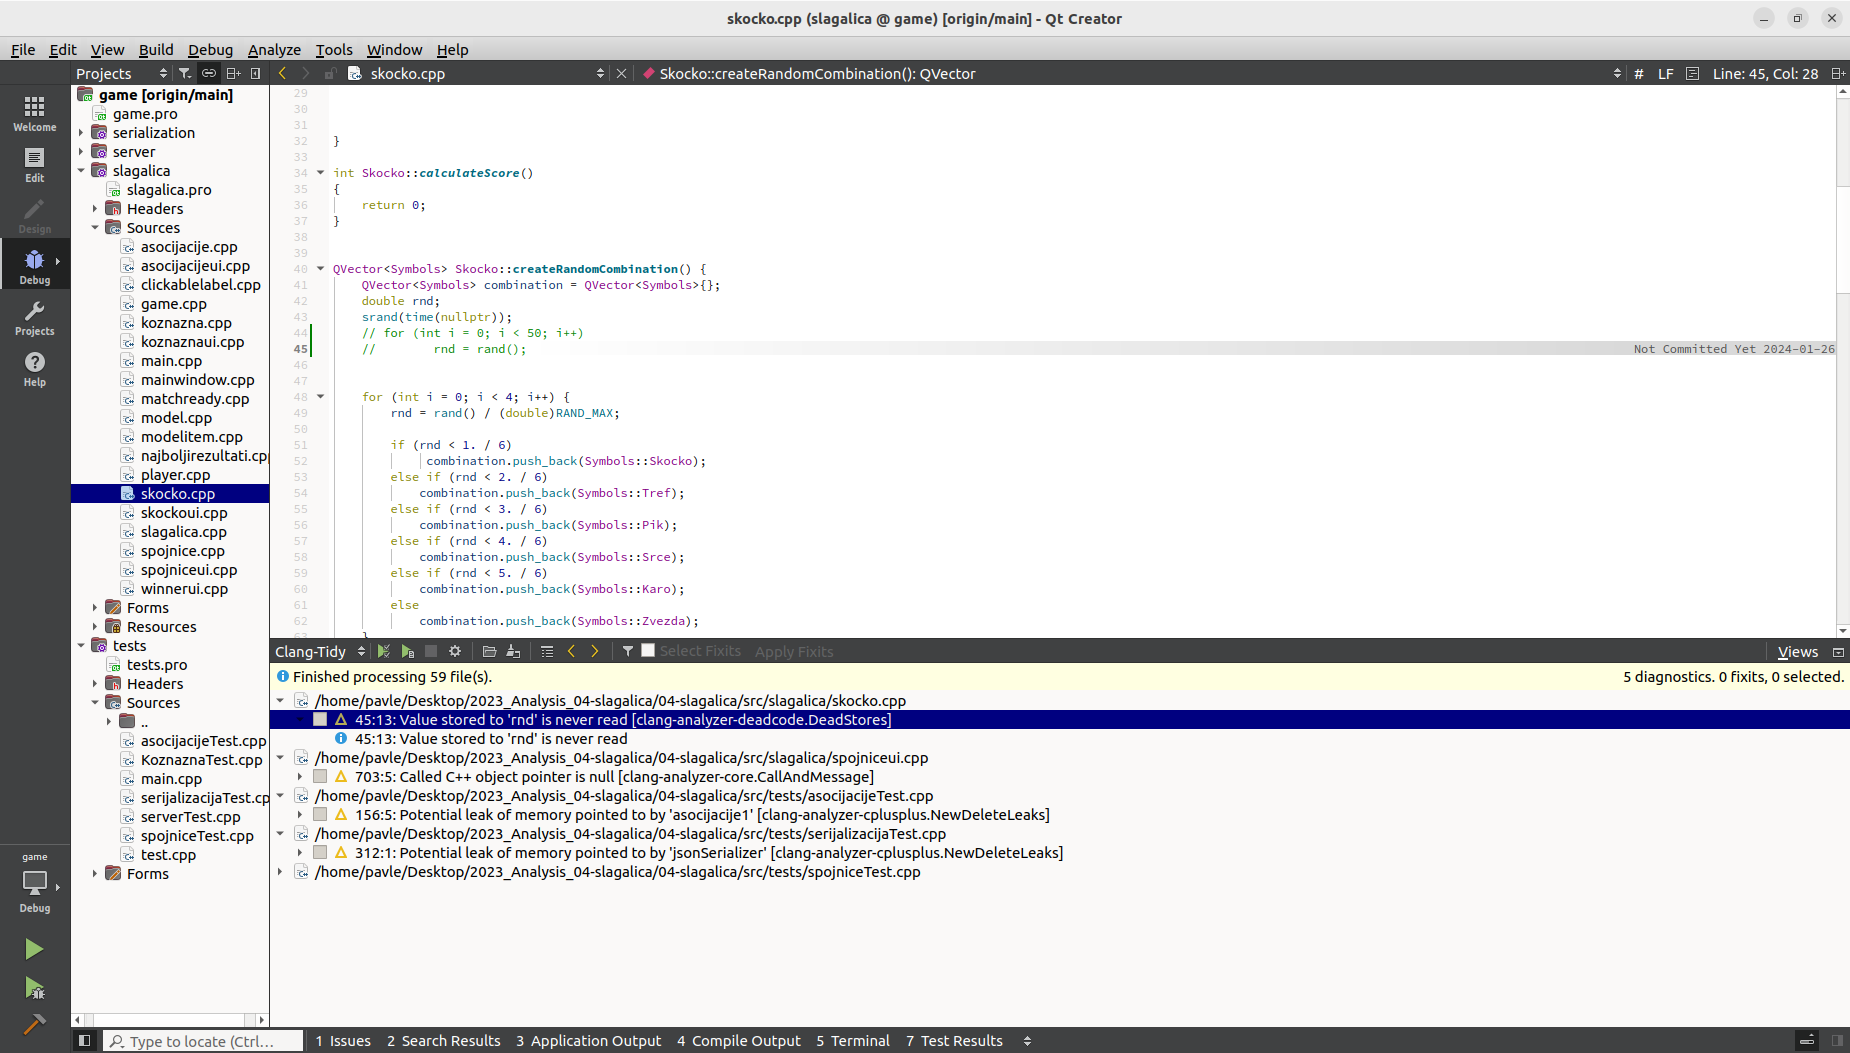 skocko.cpp (slagalica @ game) [origin/main] - Qt Creator
File Edit View Build Debug Analyze Tools Window Help
Projects
skocko.cpp
Skocko::createRandomCombination(): QVector
# LF Line: 45, Col: 28
Welcome
Edit
Design
Debug
Projects
Help
game
Debug
game [origin/main]
game.pro
serialization
server
slagalica
slagalica.pro
Headers
Sources
asocijacije.cpp
asocijacijeui.cpp
clickablelabel.cpp
game.cpp
koznazna.cpp
koznaznaui.cpp
main.cpp
mainwindow.cpp
matchready.cpp
model.cpp
modelitem.cpp
najboljirezultati.cp
player.cpp
skocko.cpp
skockoui.cpp
slagalica.cpp
spojnice.cpp
spojniceui.cpp
winnerui.cpp
Forms
Resources
tests
tests.pro
Headers
Sources
..
asocijacijeTest.cpp
KoznaznaTest.cpp
main.cpp
serijalizacijaTest.cp
serverTest.cpp
spojniceTest.cpp
test.cpp
Forms
29
30
31
32 }
33
34 int Skocko::calculateScore()
35 {
36 return 0;
37 }
38
39
40 QVector<Symbols> Skocko::createRandomCombination() {
41 QVector<Symbols> combination = QVector<Symbols>{};
42 double rnd;
43 srand(time(nullptr));
44 // for (int i = 0; i < 50; i++)
45 // rnd = rand(); Not Committed Yet 2024-01-26
46
47
48 for (int i = 0; i < 4; i++) {
49 rnd = rand() / (double)RAND_MAX;
50
51 if (rnd < 1. / 6)
52 combination.push_back(Symbols::Skocko);
53 else if (rnd < 2. / 6)
54 combination.push_back(Symbols::Tref);
55 else if (rnd < 3. / 6)
56 combination.push_back(Symbols::Pik);
57 else if (rnd < 4. / 6)
58 combination.push_back(Symbols::Srce);
59 else if (rnd < 5. / 6)
60 combination.push_back(Symbols::Karo);
61 else
62 combination.push_back(Symbols::Zvezda);
63 }
Clang-Tidy Select Fixits Apply Fixits Views
Finished processing 59 file(s). 5 diagnostics. 0 fixits, 0 selected.
/home/pavle/Desktop/2023_Analysis_04-slagalica/04-slagalica/src/slagalica/skocko.cpp
45:13: Value stored to 'rnd' is never read [clang-analyzer-deadcode.DeadStores]
45:13: Value stored to 'rnd' is never read
/home/pavle/Desktop/2023_Analysis_04-slagalica/04-slagalica/src/slagalica/spojniceui.cpp
703:5: Called C++ object pointer is null [clang-analyzer-core.CallAndMessage]
/home/pavle/Desktop/2023_Analysis_04-slagalica/04-slagalica/src/tests/asocijacijeTest.cpp
156:5: Potential leak of memory pointed to by 'asocijacije1' [clang-analyzer-cplusplus.NewDeleteLeaks]
/home/pavle/Desktop/2023_Analysis_04-slagalica/04-slagalica/src/tests/serijalizacijaTest.cpp
312:1: Potential leak of memory pointed to by 'jsonSerializer' [clang-analyzer-cplusplus.NewDeleteLeaks]
/home/pavle/Desktop/2023_Analysis_04-slagalica/04-slagalica/src/tests/spojniceTest.cpp
Type to locate (Ctrl... 1 Issues 2 Search Results 3 Application Output 4 Compile Output 5 Terminal 7 Test Results